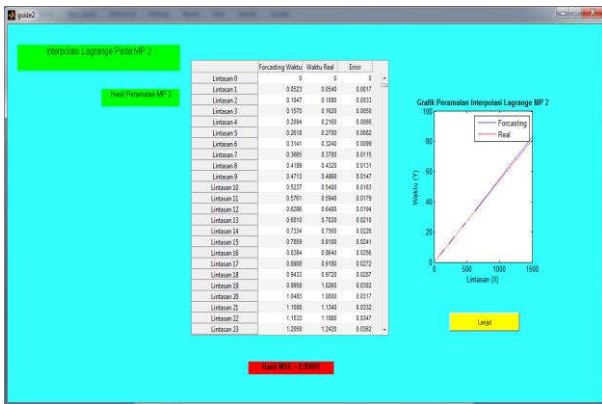 guide2
Interpolasi Lagrange Pada MP 2
Hasil Peramalan MP 2
Forcasting Waktu Waktu Real Error
Lintasan 0 0 0 0
Lintasan 1 0.0523 0.0540 0.0017
Lintasan 2 0.1047 0.1080 0.0033
Lintasan 3 0.1570 0.1620 0.0050
Lintasan 4 0.2094 0.2160 0.0066
Lintasan 5 0.2618 0.2700 0.0082
Lintasan 6 0.3141 0.3240 0.0099
Lintasan 7 0.3665 0.3780 0.0115
Lintasan 8 0.4189 0.4320 0.0131
Lintasan 9 0.4713 0.4860 0.0147
Lintasan 10 0.5237 0.5400 0.0163
Lintasan 11 0.5761 0.5940 0.0179
Lintasan 12 0.6286 0.6480 0.0194
Lintasan 13 0.6810 0.7020 0.0210
Lintasan 14 0.7334 0.7560 0.0226
Lintasan 15 0.7859 0.8100 0.0241
Lintasan 16 0.8384 0.8640 0.0256
Lintasan 17 0.8908 0.9180 0.0272
Lintasan 18 0.9433 0.9720 0.0287
Lintasan 19 0.9958 1.0260 0.0302
Lintasan 20 1.0483 1.0800 0.0317
Lintasan 21 1.1008 1.1340 0.0332
Lintasan 22 1.1533 1.1880 0.0347
Lintasan 23 1.2058 1.2420 0.0362
Grafik Peramalan Interpolasi Lagrange MP 2
Forcasting
Real
Waktu (Y)
100
80
60
40
20
0
0 500 1000 1500
Lintasan (X)
Lanjut
Hasil MSE =